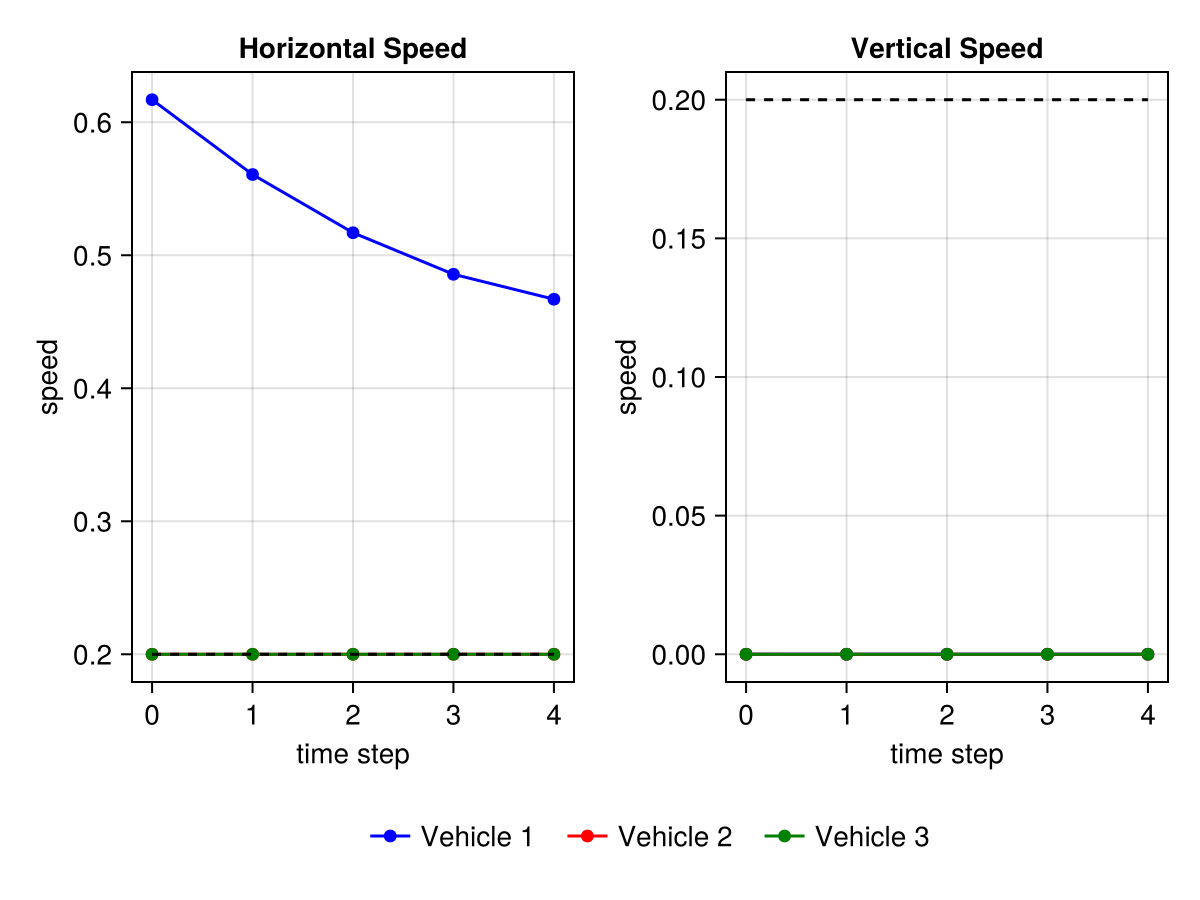 Horizontal Speed
0.6
0.5
0.4
0.3
0.2
speed
0 1 2 3 4
time step
Vertical Speed
0.20
0.15
0.10
0.05
0.00
speed
0 1 2 3 4
time step
Vehicle 1 Vehicle 2 Vehicle 3